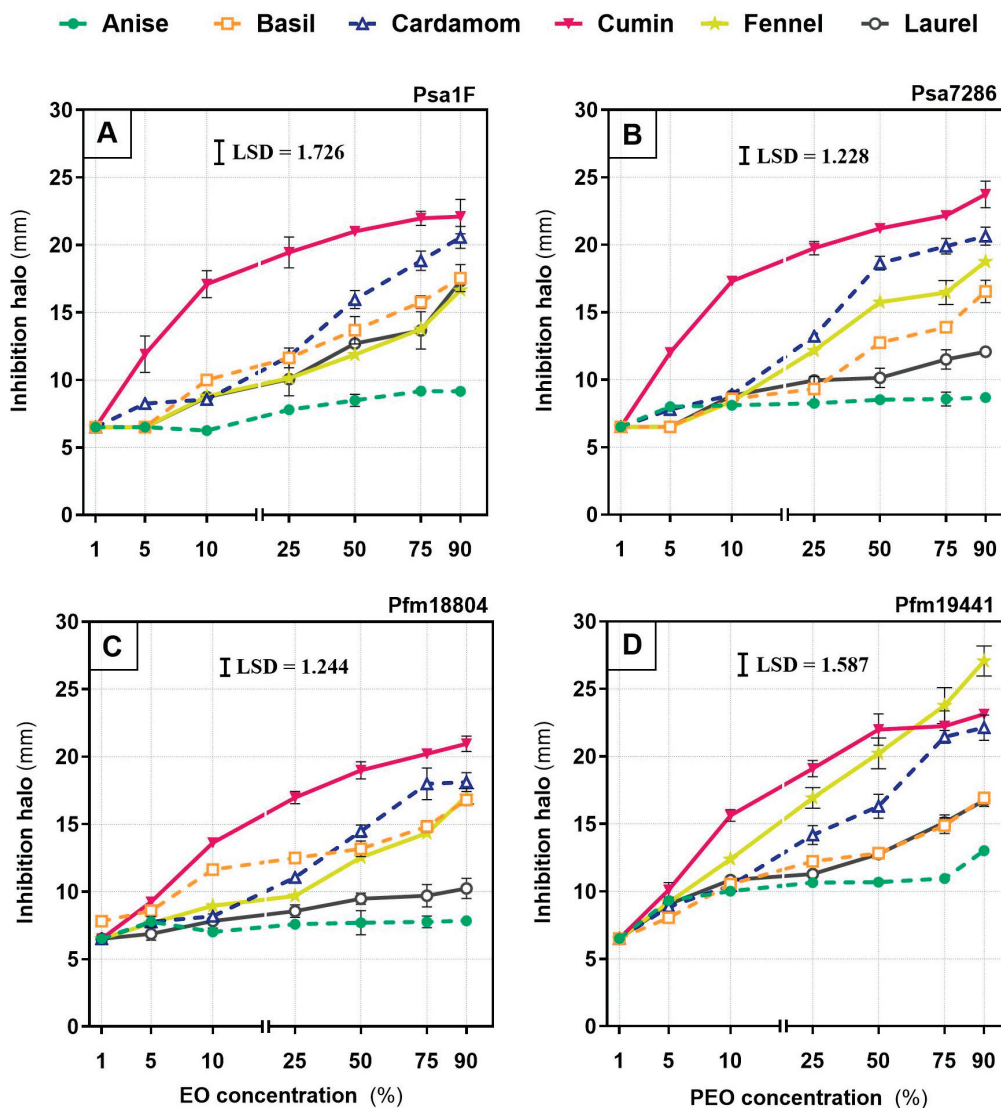 Anise Basil Cardamom Cumin Fennel Laurel
Psa1F
A
LSD = 1.726
Inhibition halo (mm)
30
25
20
15
10
5
0
1 5 10 25 50 75 90
Psa7286
B
LSD = 1.228
Inhibition halo (mm)
30
25
20
15
10
5
0
1 5 10 25 50 75 90
Pfm18804
C
LSD = 1.244
Inhibition halo (mm)
30
25
20
15
10
5
0
1 5 10 25 50 75 90
EO concentration (%)
Pfm19441
D
LSD = 1.587
Inhibition halo (mm)
30
25
20
15
10
5
0
1 5 10 25 50 75 90
PEO concentration (%)